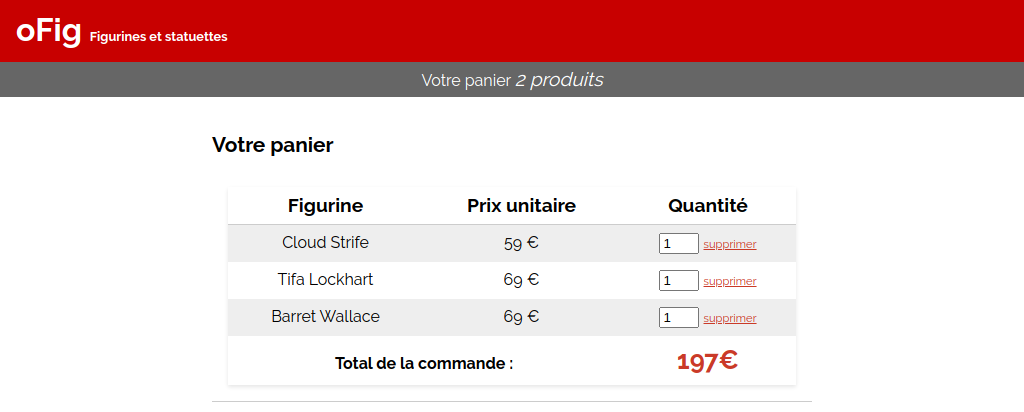 oFig Figurines et statuettes
Votre panier 2 produits
Votre panier
Figurine Prix unitaire Quantité
Cloud Strife 59 € 1 supprimer
Tifa Lockhart 69 € 1 supprimer
Barret Wallace 69 € 1 supprimer
Total de la commande : 197€